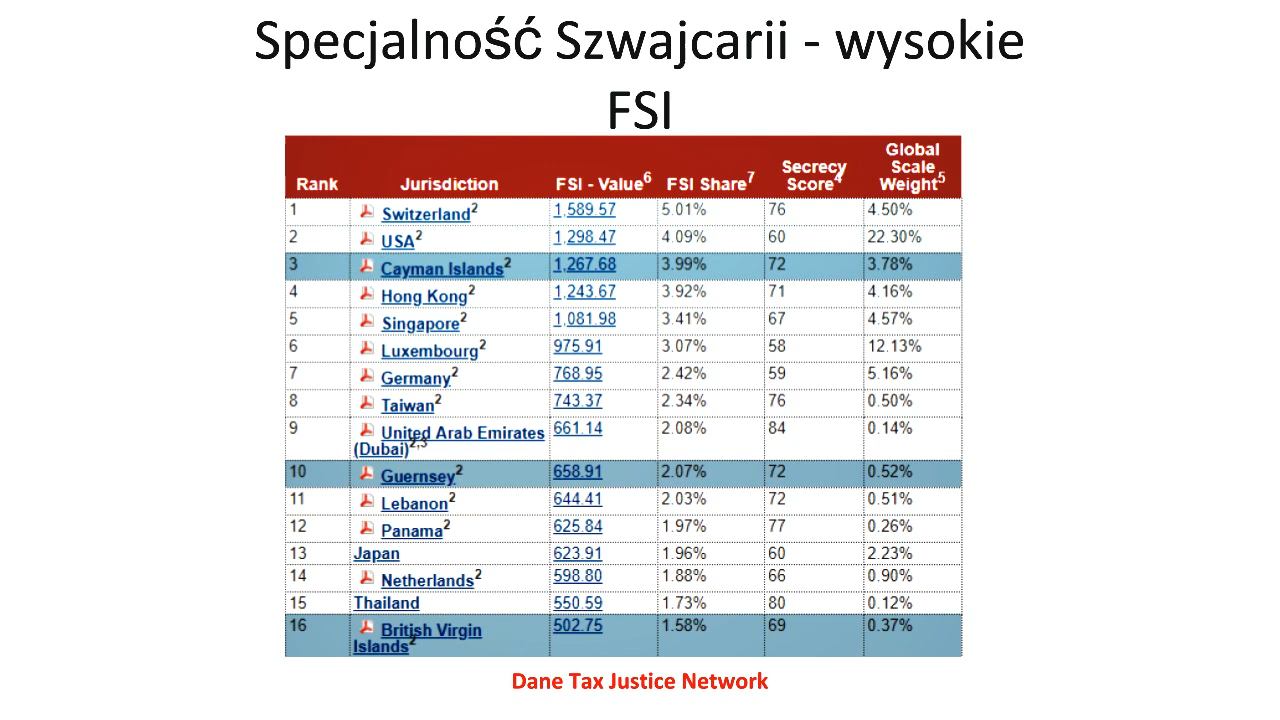 Specjalność Szwajcarii - wysokie
FSI
Rank Jurisdiction FSI - Value6 FSI Share7 Secrecy Score4 Global Scale Weight5
1 Switzerland2 1,589.57 5.01% 76 4.50%
2 USA2 1,298.47 4.09% 60 22.30%
3 Cayman Islands2 1,267.68 3.99% 72 3.78%
4 Hong Kong2 1,243.67 3.92% 71 4.16%
5 Singapore2 1,081.98 3.41% 67 4.57%
6 Luxembourg2 975.91 3.07% 58 12.13%
7 Germany2 768.95 2.42% 59 5.16%
8 Taiwan2 743.37 2.34% 76 0.50%
9 United Arab Emirates (Dubai)2,3 661.14 2.08% 84 0.14%
10 Guernsey2 658.91 2.07% 72 0.52%
11 Lebanon2 644.41 2.03% 72 0.51%
12 Panama2 625.84 1.97% 77 0.26%
13 Japan 623.91 1.96% 60 2.23%
14 Netherlands2 598.80 1.88% 66 0.90%
15 Thailand 550.59 1.73% 80 0.12%
16 British Virgin Islands2 502.75 1.58% 69 0.37%
Dane Tax Justice Network